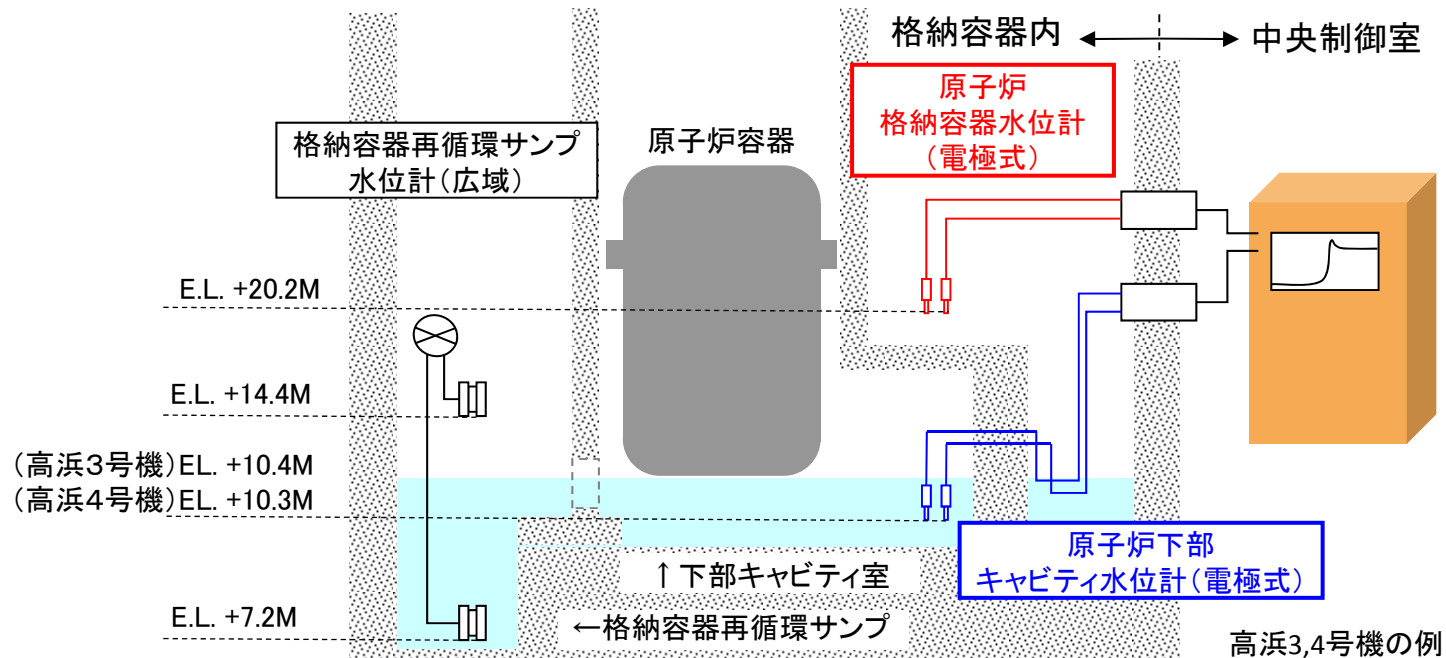 格納容器内
中央制御室
原子炉
格納容器水位計
(電極式)
格納容器再循環サンプ
水位計(広域)
原子炉容器
E.L. +20.2M
E.L. +14.4M
(高浜3号機)EL. +10.4M
(高浜4号機)EL. +10.3M
原子炉下部
キャビティ水位計(電極式)
↑下部キャビティ室
E.L. +7.2M
←格納容器再循環サンプ
高浜3,4号機の例